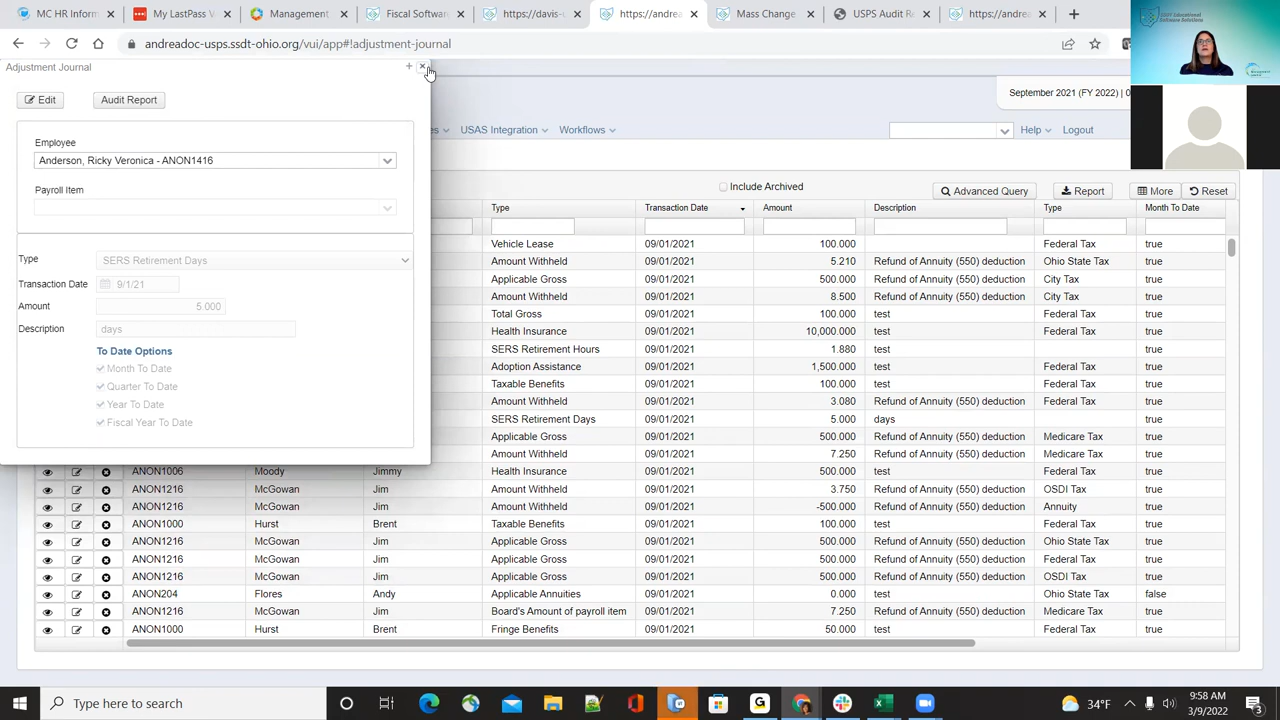 MC HR Inform
My LastPass V
Management
Fiscal Softwar
https://davis-
https://andrea
Mass Change
USPS Audit R
https://andrea
andreadoc-usps.ssdt-ohio.org/vui/app#!adjustment-journal
Adjustment Journal
Edit
Audit Report
Employee
Anderson, Ricky Veronica - ANON1416
Payroll Item
Type
SERS Retirement Days
Transaction Date
9/1/21
Amount
5.000
Description
days
To Date Options
Month To Date
Quarter To Date
Year To Date
Fiscal Year To Date
September 2021 (FY 2022) | 0
USAS Integration
Workflows
Help
Logout
Include Archived
Advanced Query
Report
More
Reset
Type Transaction Date Amount Description Type Month To Date
Vehicle Lease 09/01/2021 100.000 Federal Tax true
Amount Withheld 09/01/2021 5.210 Refund of Annuity (550) deduction Ohio State Tax true
Applicable Gross 09/01/2021 500.000 Refund of Annuity (550) deduction City Tax true
Amount Withheld 09/01/2021 8.500 Refund of Annuity (550) deduction City Tax true
Total Gross 09/01/2021 100.000 test Federal Tax true
Health Insurance 09/01/2021 10,000.000 test Federal Tax true
SERS Retirement Hours 09/01/2021 1.880 test true
Adoption Assistance 09/01/2021 1,500.000 test Federal Tax true
Taxable Benefits 09/01/2021 100.000 test Federal Tax true
Amount Withheld 09/01/2021 3.080 Refund of Annuity (550) deduction Federal Tax true
SERS Retirement Days 09/01/2021 5.000 days true
Applicable Gross 09/01/2021 500.000 Refund of Annuity (550) deduction Medicare Tax true
Amount Withheld 09/01/2021 7.250 Refund of Annuity (550) deduction Medicare Tax true
ANON1006 Moody Jimmy Health Insurance 09/01/2021 500.000 test Federal Tax true
ANON1216 McGowan Jim Amount Withheld 09/01/2021 3.750 Refund of Annuity (550) deduction OSDI Tax true
ANON1216 McGowan Jim Amount Withheld 09/01/2021 -500.000 Refund of Annuity (550) deduction Annuity true
ANON1000 Hurst Brent Taxable Benefits 09/01/2021 100.000 test Federal Tax true
ANON1216 McGowan Jim Applicable Gross 09/01/2021 500.000 Refund of Annuity (550) deduction Ohio State Tax true
ANON1216 McGowan Jim Applicable Gross 09/01/2021 500.000 Refund of Annuity (550) deduction Federal Tax true
ANON1216 McGowan Jim Applicable Gross 09/01/2021 500.000 Refund of Annuity (550) deduction OSDI Tax true
ANON204 Flores Andy Applicable Annuities 09/01/2021 0.000 test Ohio State Tax false
ANON1216 McGowan Jim Board's Amount of payroll item 09/01/2021 7.250 Refund of Annuity (550) deduction Medicare Tax true
ANON1000 Hurst Brent Fringe Benefits 09/01/2021 50.000 test Federal Tax true
Type here to search
34°F
9:58 AM
3/9/2022
3